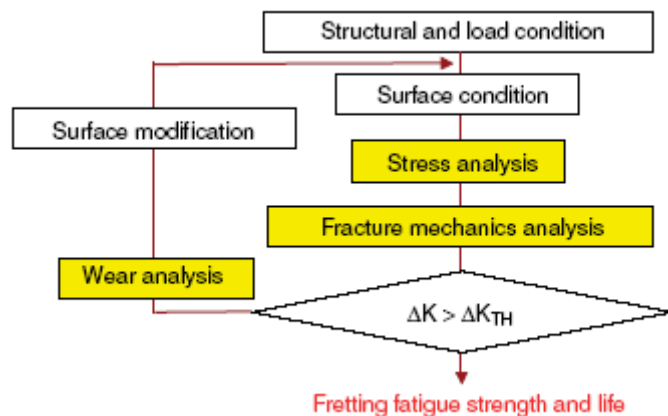 Structural and load condition
Surface condition
Surface modification
Stress analysis
Fracture mechanics analysis
Wear analysis
ΔK > ΔK_TH
Fretting fatigue strength and life